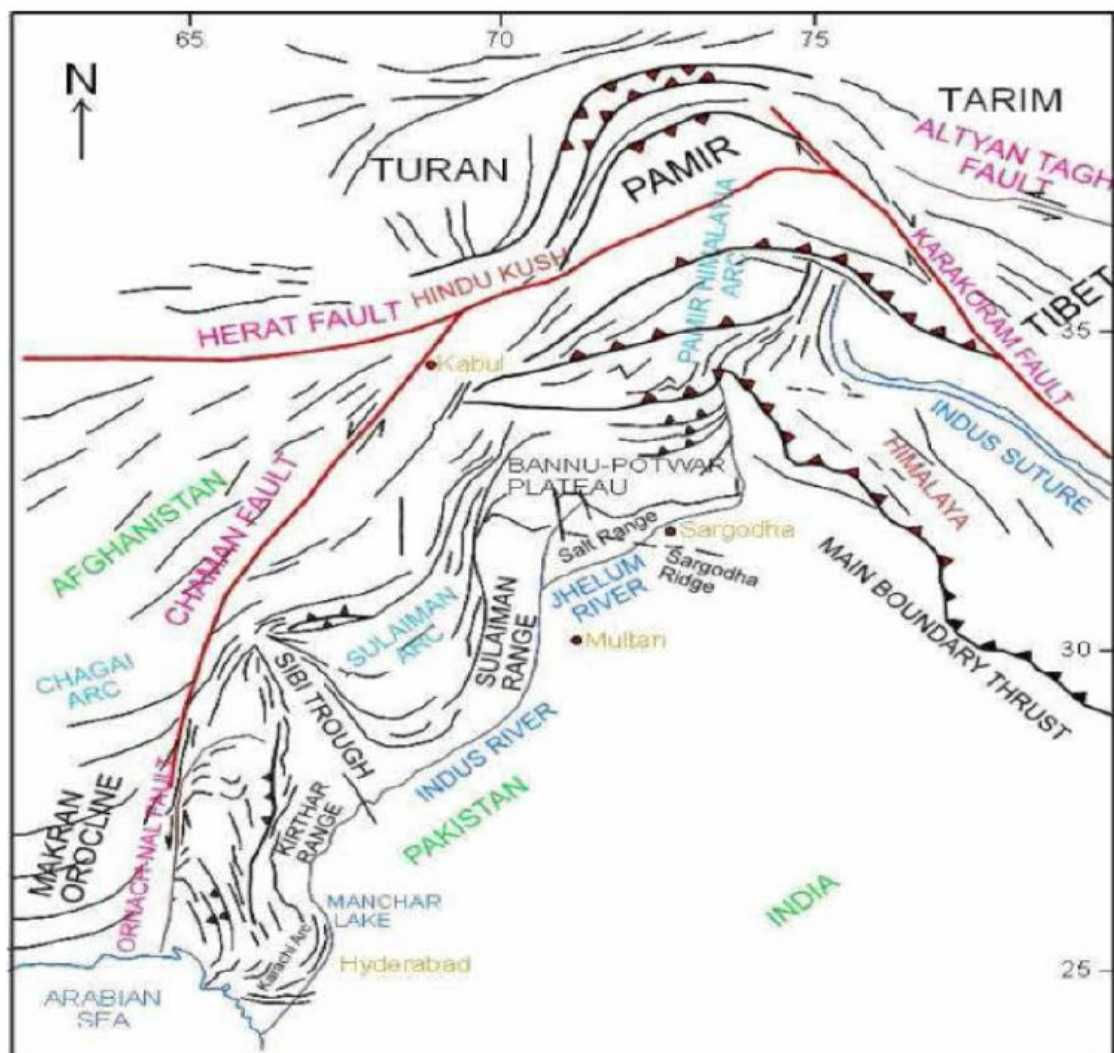 65
70
75
N
TARIM
ALTYAN TAGH
FAULT
TURAN
PAMIR
PAMIR HIMALAYA
ARC
KARAKORAM FAULT
TIBET
HINDU KUSH
HERAT FAULT
35
Kabul
INDUS SUTURE
HIMALAYA
BANNU-POTWAR
PLATEAU
AFGHANISTAN
CHAMAN FAULT
Salt Range
Sargodha
Sargodha
Ridge
MAIN BOUNDARY THRUST
JHELUM
RIVER
SULAIMAN
ARC
SULAIMAN
RANGE
Multan
30
CHAGAI
ARC
SIBI TROUGH
INDUS RIVER
PAKISTAN
MAKRAN
OROCLINE
ORNACH-NAL FAULT
KIRTHAR
RANGE
INDIA
MANCHAR
LAKE
Karachi Arc
Hyderabad
25
ARABIAN
SEA